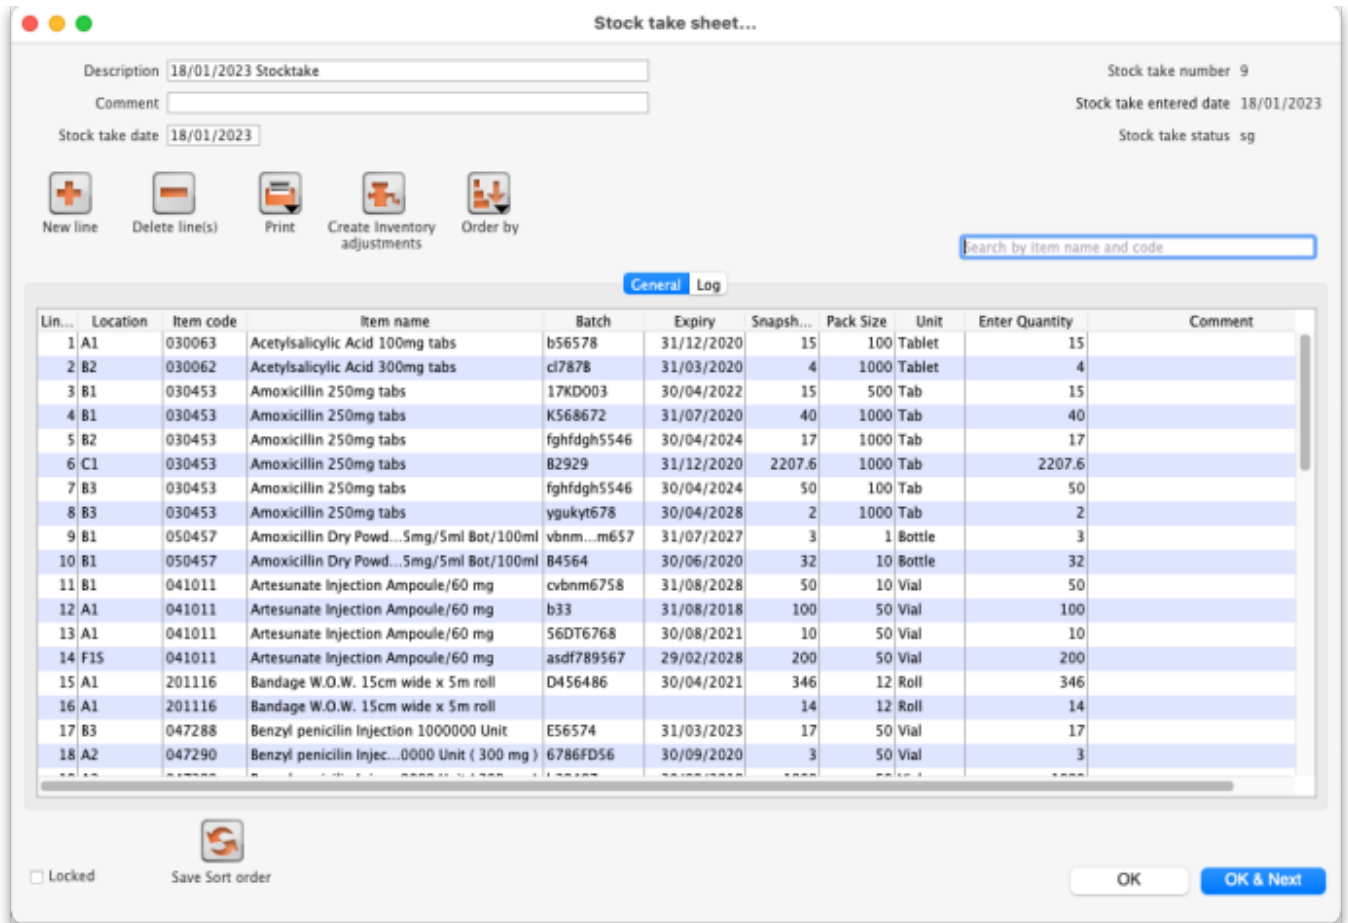 Stock take sheet...
Description 18/01/2023 Stocktake
Stock take number 9
Comment
Stock take entered date 18/01/2023
Stock take date 18/01/2023
Stock take status sg
New line Delete line(s) Print Create Inventory adjustments Order by
Search by item name and code
General Log
Lin... Location Item code Item name Batch Expiry Snapsh... Pack Size Unit Enter Quantity Comment
1 A1 030063 Acetylsalicylic Acid 100mg tabs b56578 31/12/2020 15 100 Tablet 15
2 B2 030062 Acetylsalicylic Acid 300mg tabs cl787B 31/03/2020 4 1000 Tablet 4
3 B1 030453 Amoxicillin 250mg tabs 17KD003 30/04/2022 15 500 Tab 15
4 B1 030453 Amoxicillin 250mg tabs K568672 31/07/2020 40 1000 Tab 40
5 B2 030453 Amoxicillin 250mg tabs fghfdgh5546 30/04/2024 17 1000 Tab 17
6 C1 030453 Amoxicillin 250mg tabs B2929 31/12/2020 2207.6 1000 Tab 2207.6
7 B3 030453 Amoxicillin 250mg tabs fghfdgh5546 30/04/2024 50 100 Tab 50
8 B3 030453 Amoxicillin 250mg tabs ygukyt678 30/04/2028 2 1000 Tab 2
9 B1 050457 Amoxicillin Dry Powd...5mg/5ml Bot/100ml vbnm...m657 31/07/2027 3 1 Bottle 3
10 B1 050457 Amoxicillin Dry Powd...5mg/5ml Bot/100ml B4564 30/06/2020 32 10 Bottle 32
11 B1 041011 Artesunate Injection Ampoule/60 mg cvbnm6758 31/08/2028 50 10 Vial 50
12 A1 041011 Artesunate Injection Ampoule/60 mg b33 31/08/2018 100 50 Vial 100
13 A1 041011 Artesunate Injection Ampoule/60 mg 56DT6768 30/08/2021 10 50 Vial 10
14 F15 041011 Artesunate Injection Ampoule/60 mg asdf789567 29/02/2028 200 50 Vial 200
15 A1 201116 Bandage W.O.W. 15cm wide x 5m roll D456486 30/04/2021 346 12 Roll 346
16 A1 201116 Bandage W.O.W. 15cm wide x 5m roll 14 12 Roll 14
17 B3 047288 Benzyl penicilin Injection 1000000 Unit E56574 31/03/2023 17 50 Vial 17
18 A2 047290 Benzyl penicilin Injec...0000 Unit ( 300 mg ) 6786FD56 30/09/2020 3 50 Vial 3
Locked
Save Sort order
OK
OK & Next